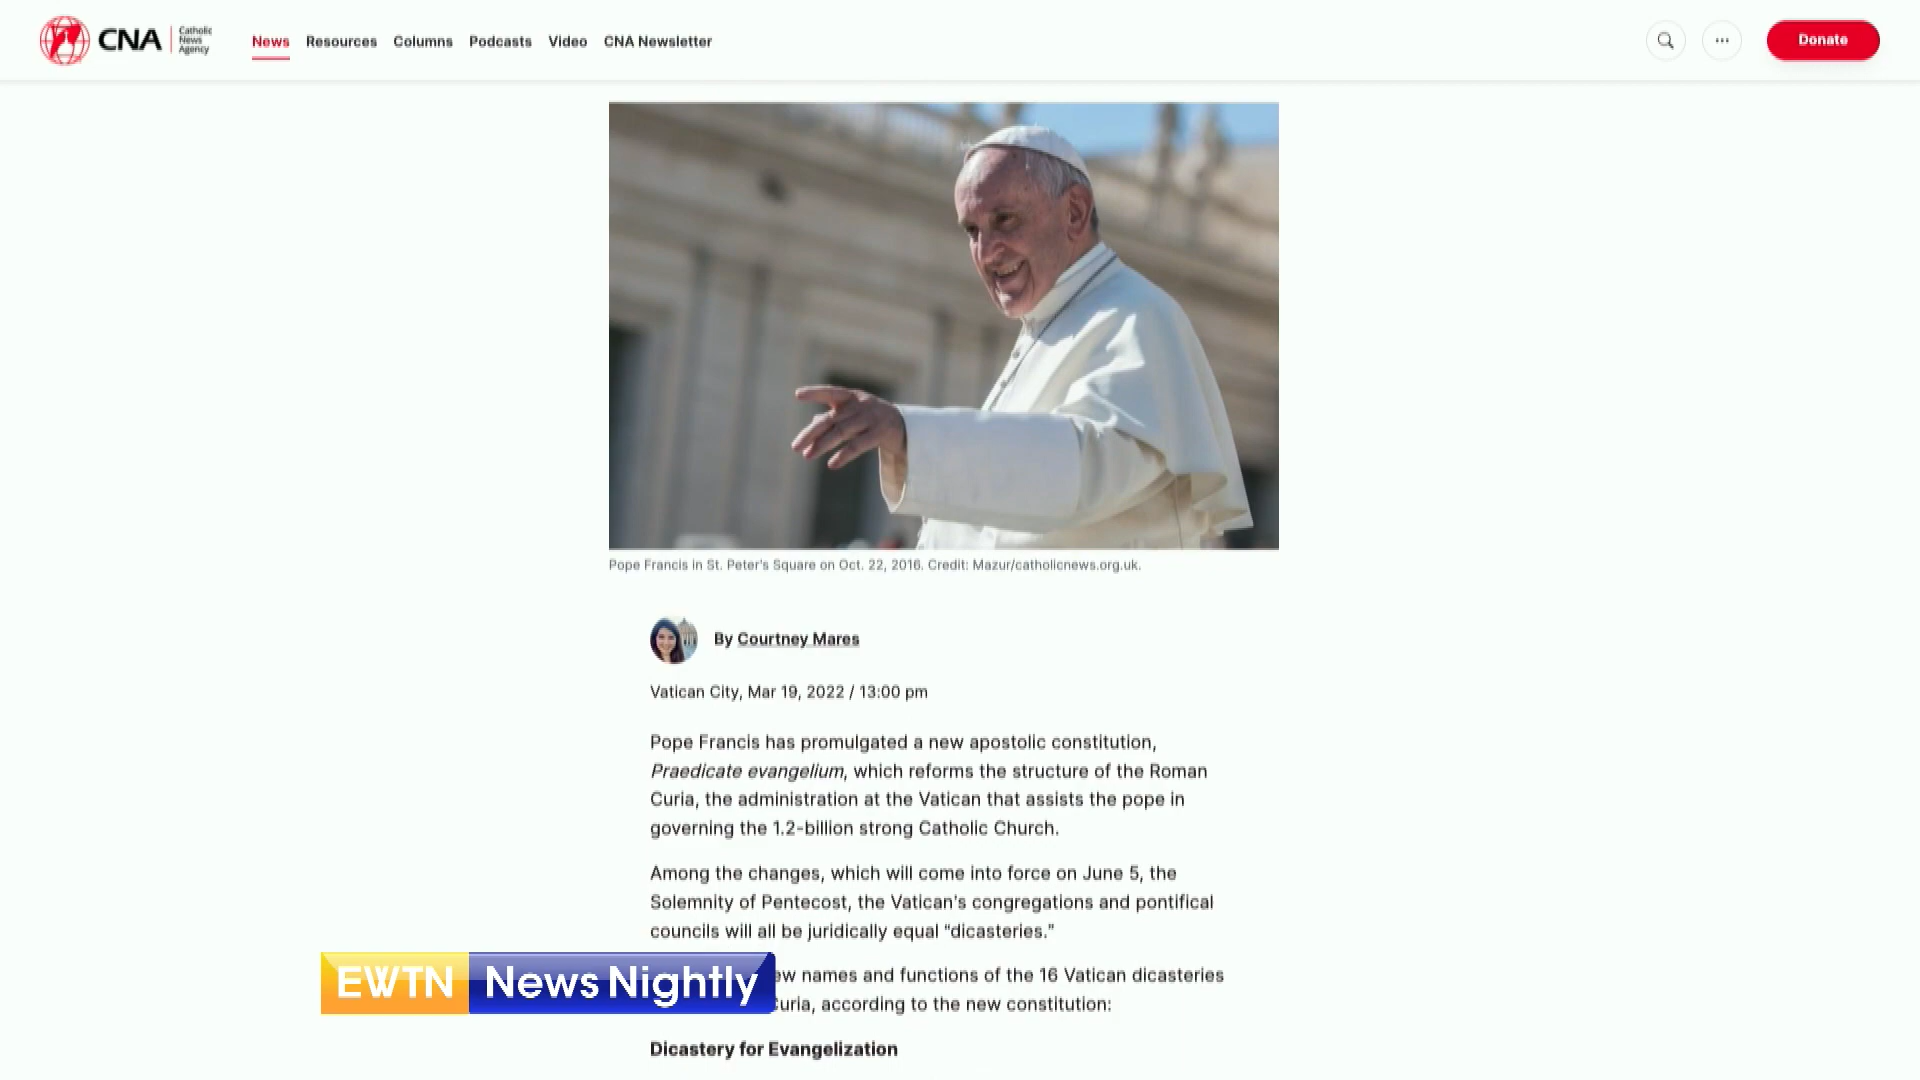 CNA Catholic News Agency
News Resources Columns Podcasts Video CNA Newsletter
Donate
Pope Francis in St. Peter's Square on Oct. 22, 2016. Credit: Mazur/catholicnews.org.uk.
By Courtney Mares
Vatican City, Mar 19, 2022 / 13:00 pm
Pope Francis has promulgated a new apostolic constitution,
Praedicate evangelium, which reforms the structure of the Roman
Curia, the administration at the Vatican that assists the pope in
governing the 1.2-billion strong Catholic Church.
Among the changes, which will come into force on June 5, the
Solemnity of Pentecost, the Vatican's congregations and pontifical
councils will all be juridically equal “dicasteries.”
names and functions of the 16 Vatican dicasteries
Curia, according to the new constitution:
EWTN News Nightly
Dicastery for Evangelization